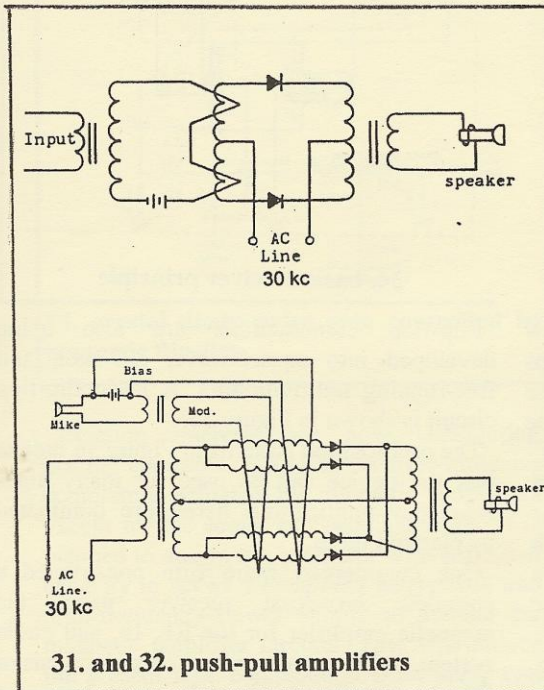 Input
speaker
AC
Line
30 kc
Bias
Mike
Mod.
speaker
AC
Line.
30 kc
31. and 32. push-pull amplifiers